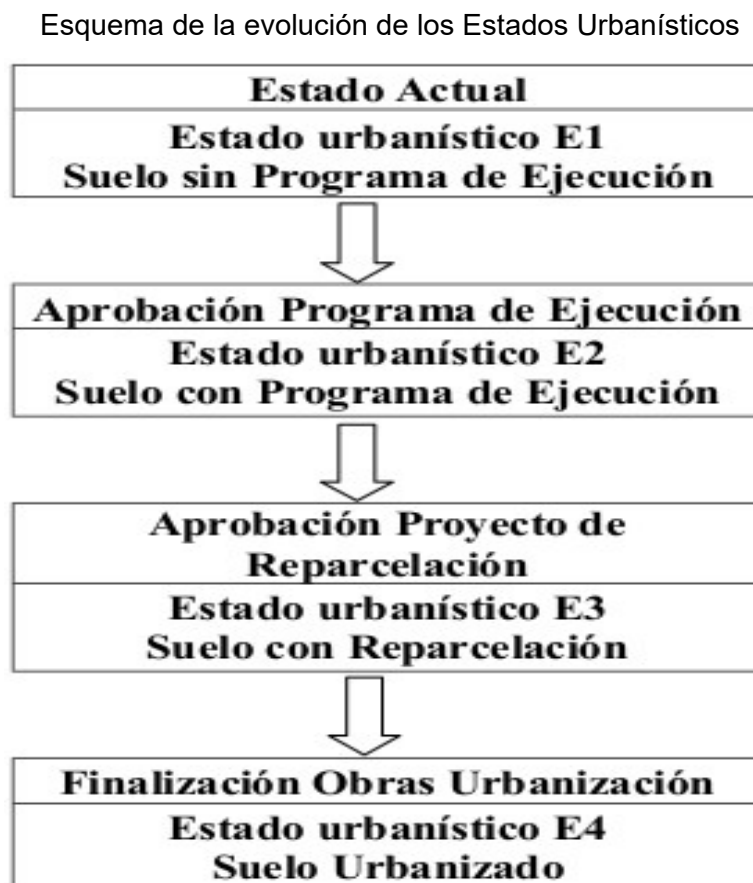 Esquema de la evolución de los Estados Urbanísticos
Estado Actual
Estado urbanístico E1
Suelo sin Programa de Ejecución
Aprobación Programa de Ejecución
Estado urbanístico E2
Suelo con Programa de Ejecución
Aprobación Proyecto de
Reparcelación
Estado urbanístico E3
Suelo con Reparcelación
Finalización Obras Urbanización
Estado urbanístico E4
Suelo Urbanizado